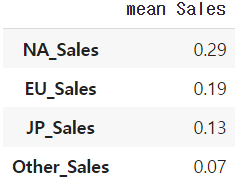 mean Sales
NA_Sales 0.29
EU_Sales 0.19
JP_Sales 0.13
Other_Sales 0.07